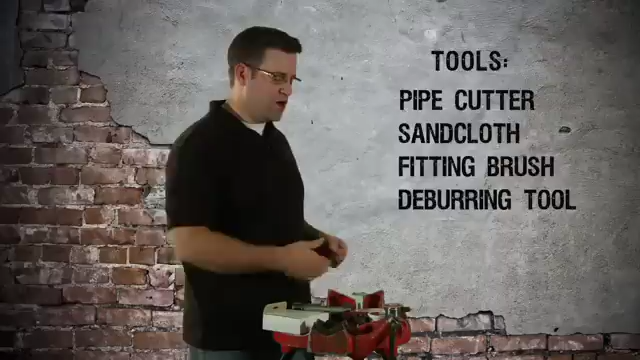 TOOLS:
PIPE CUTTER
SANDCLOTH
FITTING BRUSH
DEBURRING TOOL